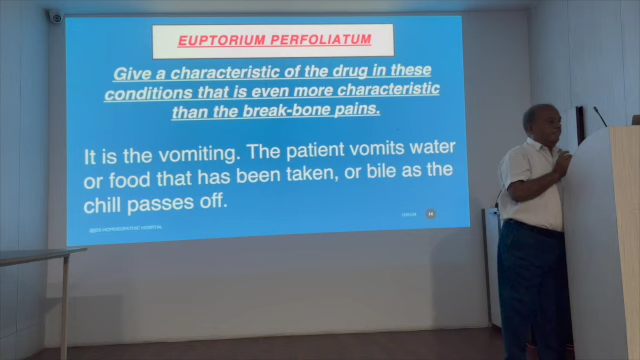 EUPTORIUM PERFOLIATUM
Give a characteristic of the drug in these
conditions that is even more characteristic
than the break-bone pains.
It is the vomiting. The patient vomits water
or food that has been taken, or bile as the
chill passes off.
HOMOEOPATHIC HOSPITAL